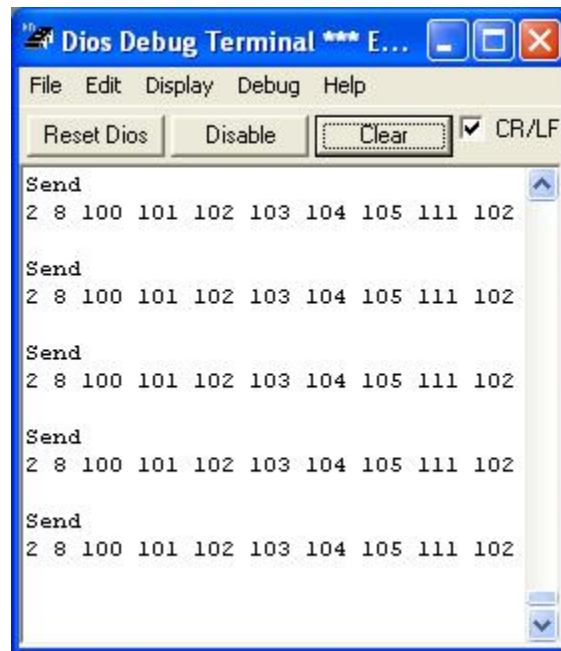 Dios Debug Terminal *** E...
File Edit Display Debug Help
Reset Dios Disable Clear CR/LF
Send
2 8 100 101 102 103 104 105 111 102
Send
2 8 100 101 102 103 104 105 111 102
Send
2 8 100 101 102 103 104 105 111 102
Send
2 8 100 101 102 103 104 105 111 102
Send
2 8 100 101 102 103 104 105 111 102